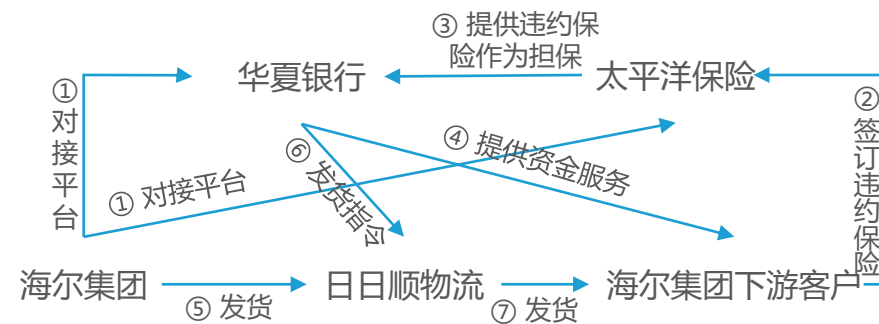 ③ 提供违约保
险作为担保
华夏银行
太平洋保险
①对接平台
②签订违约保险
④ 提供资金服务
⑥ 发货指令
① 对接平台
海尔集团
日日顺物流
海尔集团下游客户
⑤ 发货
⑦ 发货